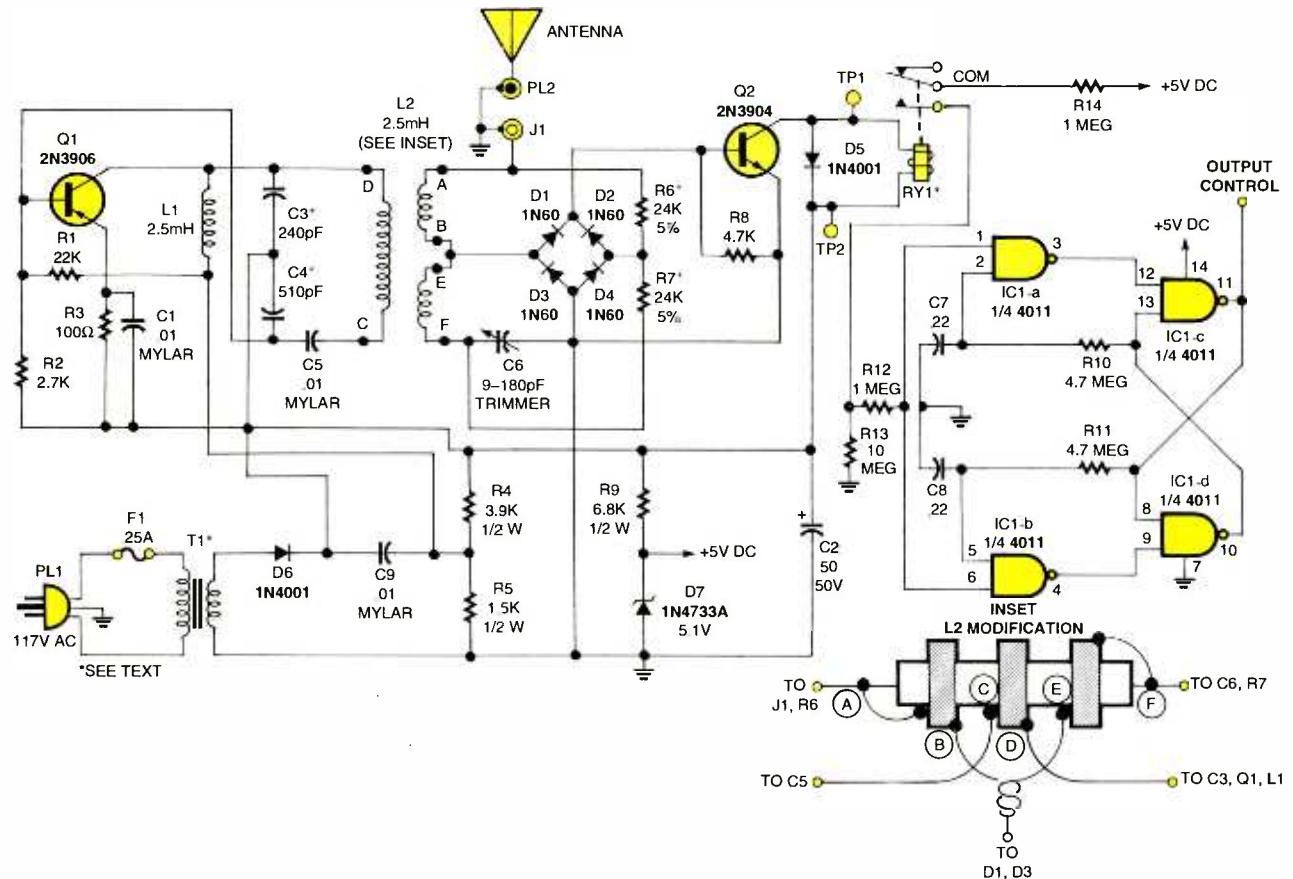 ANTENNA
PL2
J1
L2
2.5mH
(SEE INSET)
Q1
2N3906
L1
2.5mH
R1
22K
R3
100Ω
C1
01
MYLAR
R2
2.7K
C3*
240pF
C4*
510pF
C5
.01
MYLAR
D
C
A
B
E
F
D1
1N60
D2
1N60
D3
1N60
D4
1N60
R6*
24K
5%
R7*
24K
5%
C6
9–180pF
TRIMMER
Q2
2N3904
R8
4.7K
TP1
D5
1N4001
TP2
RY1*
COM
R14
1 MEG
+5V DC
OUTPUT
CONTROL
+5V DC
1
2
3
IC1-a
1/4 4011
12
13
14
11
IC1-c
1/4 4011
C7
.22
R10
4.7 MEG
R12
1 MEG
R13
10
MEG
R11
4.7 MEG
C8
.22
IC1-b
1/4 4011
5
6
4
IC1-d
1/4 4011
8
9
10
7
F1
.25A
T1*
PL1
117V AC
*SEE TEXT
D6
1N4001
C9
01
MYLAR
R4
3.9K
1/2 W
R5
1.5K
1/2 W
R9
6.8K
1/2 W
+5V DC
D7
1N4733A
5.1V
+
C2
50
50V
INSET
L2 MODIFICATION
TO
J1, R6
A
B
C
D
E
F
TO C6, R7
TO C5
TO C3, Q1, L1
TO
D1, D3